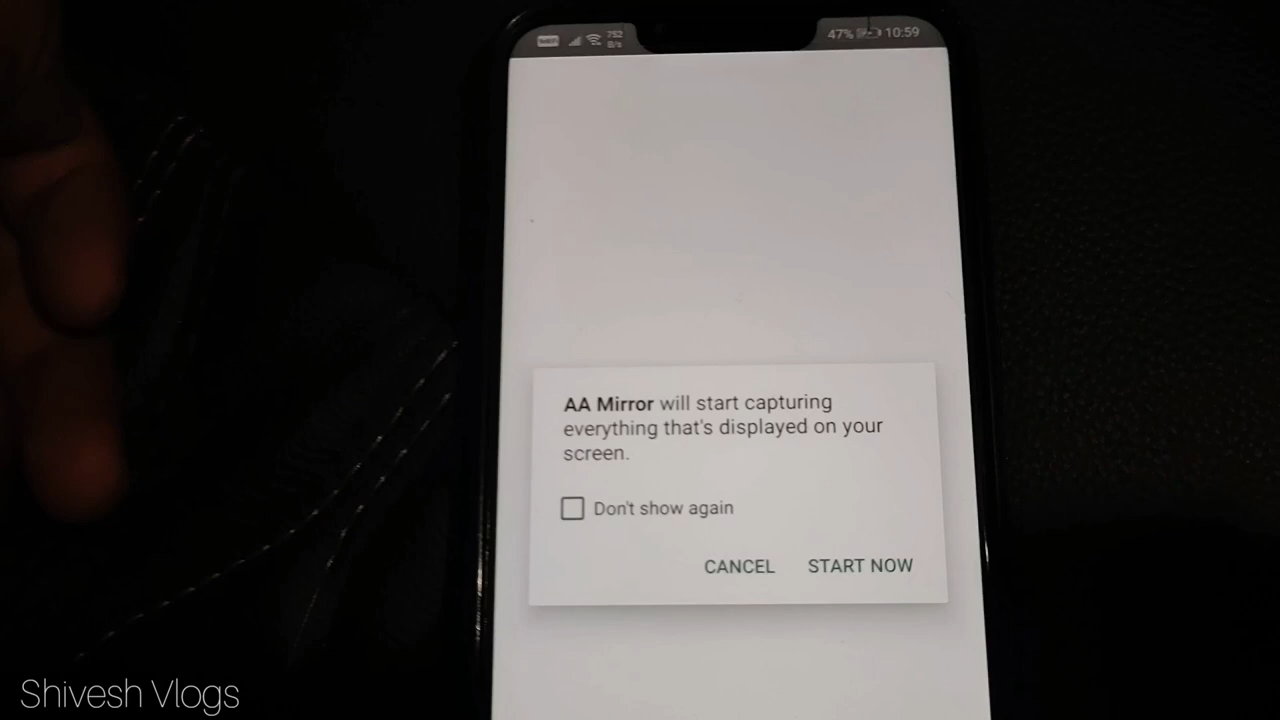 752
B/s
47%
10:59
AA Mirror will start capturing
everything that's displayed on your
screen.
Don't show again
CANCEL
START NOW
Shivesh Vlogs